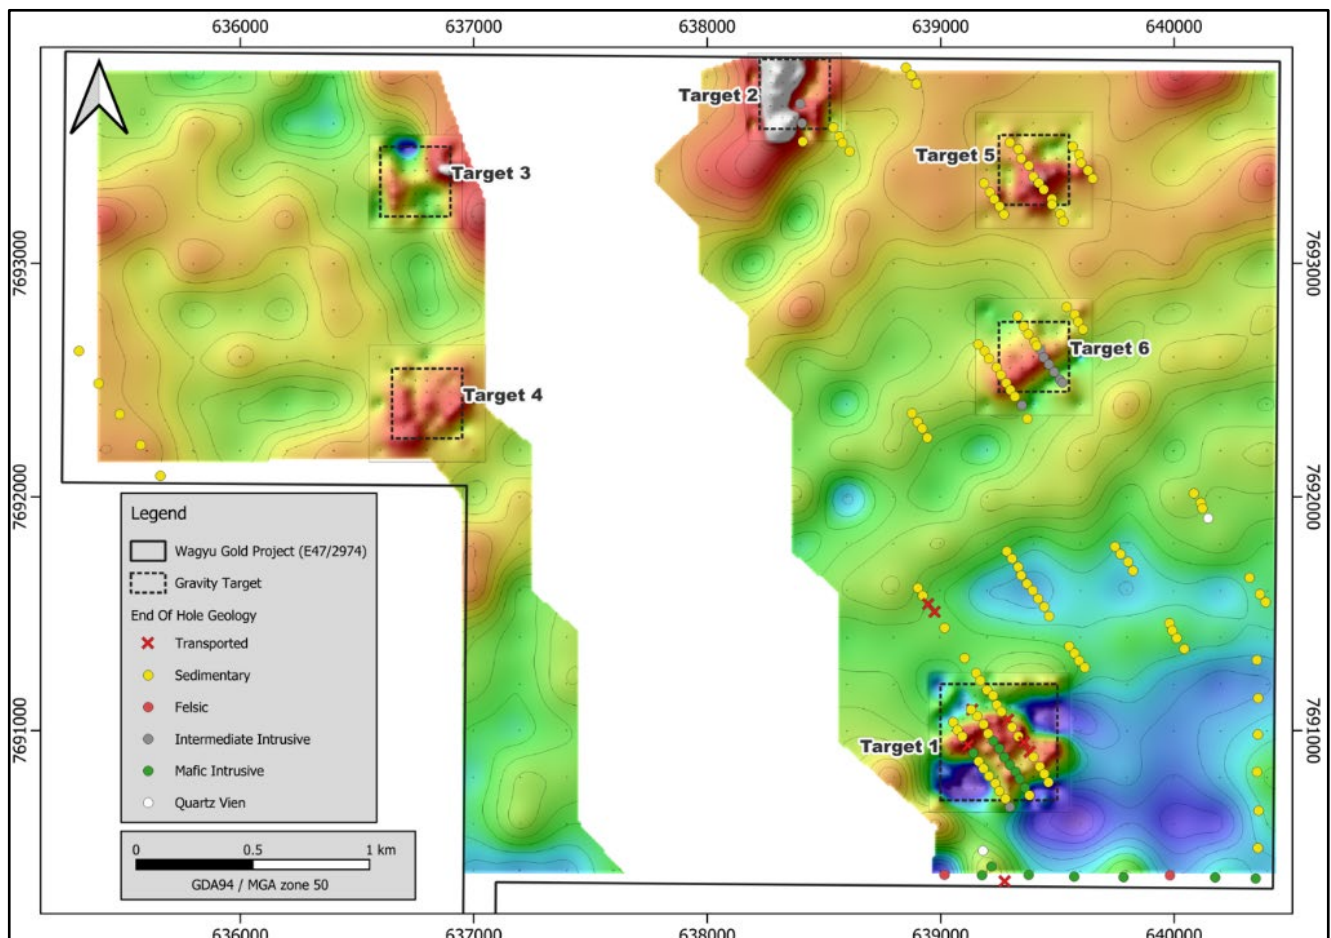 636000 637000 638000 639000 640000
Target 2
Target 5
Target 3
7693000 7693000
Target 6
Target 4
7692000 7692000
Legend
Wagyu Gold Project (E47/2974)
Gravity Target
End Of Hole Geology
Transported
Sedimentary
Felsic
Intermediate Intrusive
Mafic Intrusive
Quartz Vien
7691000 7691000
Target 1
0 0.5 1 km
GDA94 / MGA zone 50
636000 637000 638000 639000 640000